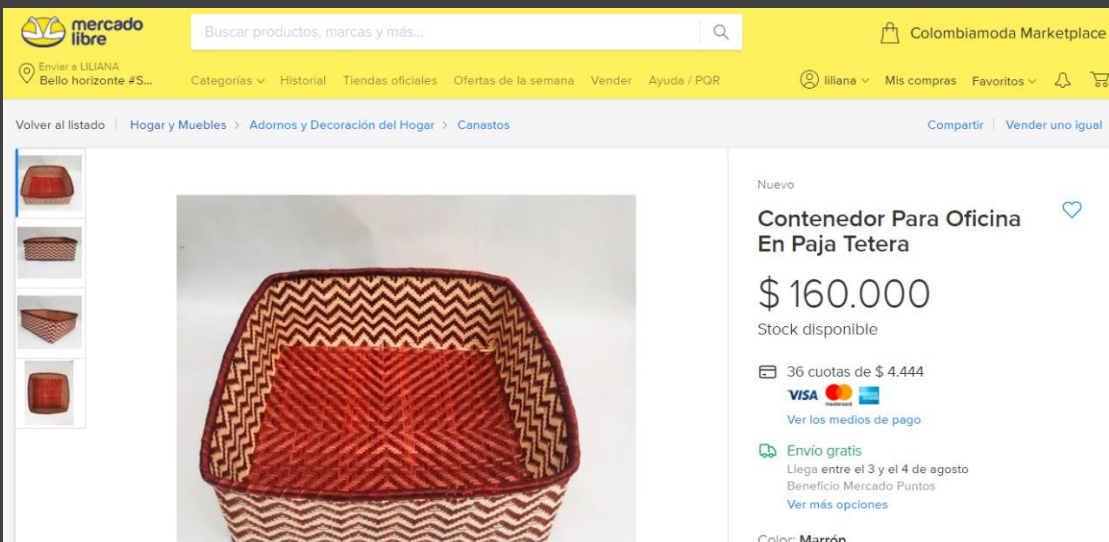 mercado
libre
Buscar productos, marcas y más...
Colombiamoda Marketplace
Enviar a LILIANA
Bello horizonte #S...
Categorías Historial Tiendas oficiales Ofertas de la semana Vender Ayuda / PQR
liliana Mis compras Favoritos
Volver al listado | Hogar y Muebles > Adornos y Decoración del Hogar > Canastos
Compartir | Vender uno igual
Nuevo
Contenedor Para Oficina
En Paja Tetera
$ 160.000
Stock disponible
36 cuotas de $ 4.444
VISA mastercard
Ver los medios de pago
Envío gratis
Llega entre el 3 y el 4 de agosto
Beneficio Mercado Puntos
Ver más opciones
Color: Marrón